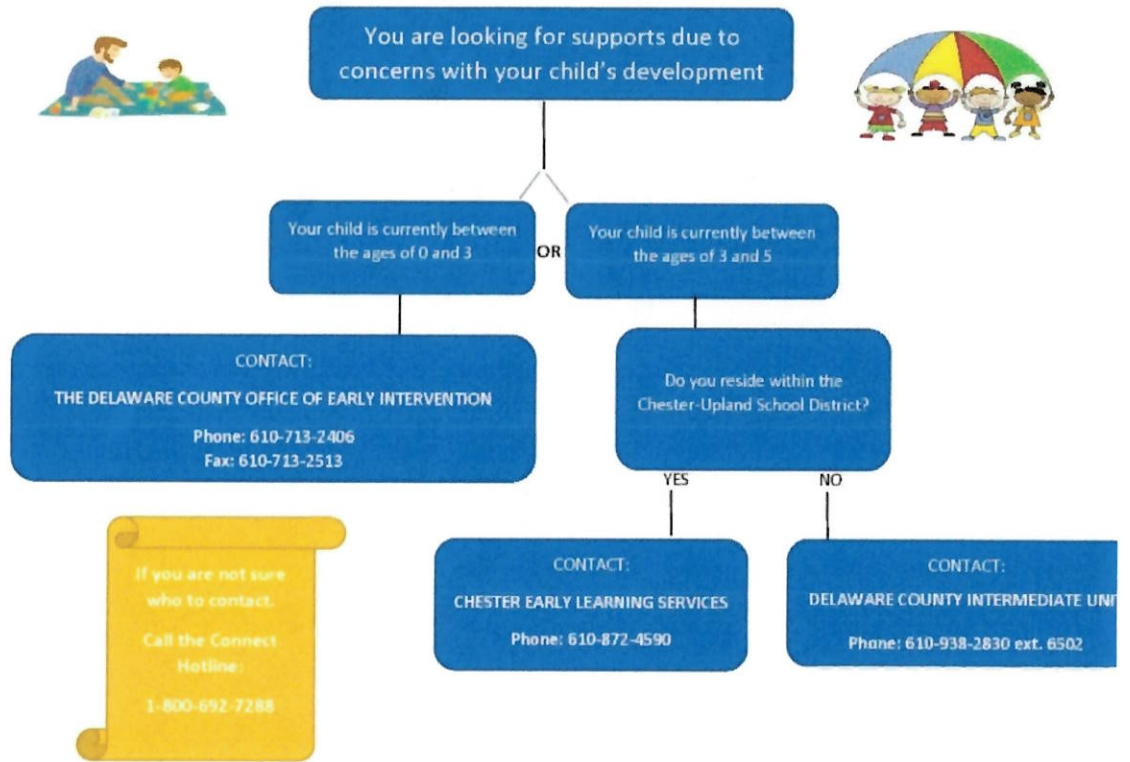 You are looking for supports due to
concerns with your child's development
Your child is currently between
the ages of 0 and 3
OR
Your child is currently between
the ages of 3 and 5
CONTACT:
THE DELAWARE COUNTY OFFICE OF EARLY INTERVENTION
Phone: 610-713-2406
Fax: 610-713-2513
Do you reside within the
Chester-Upland School District?
YES
NO
If you are not sure
who to contact.
Call the Connect
Hotline:
1-800-692-7288
CONTACT:
CHESTER EARLY LEARNING SERVICES
Phone: 610-872-4590
CONTACT:
DELAWARE COUNTY INTERMEDIATE UNI
Phone: 610-938-2830 ext. 6502